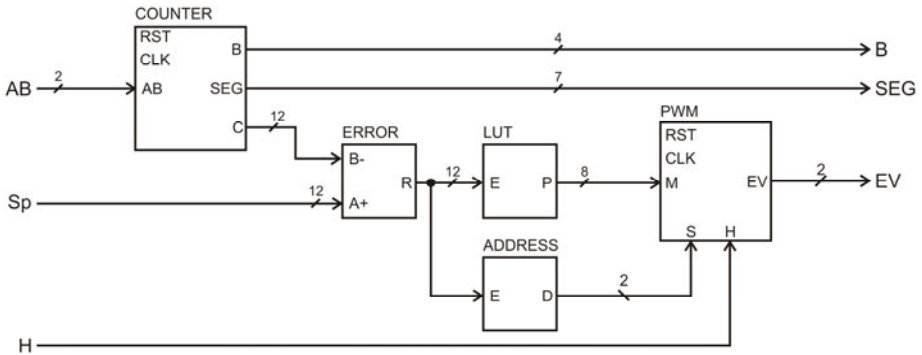 COUNTER
RST
CLK
B
4
B
AB
2
AB
SEG
7
SEG
C
12
ERROR
LUT
PWM
RST
CLK
B-
R
12
E
P
8
M
EV
2
EV
Sp
12
A+
S
H
ADDRESS
E
D
2
H